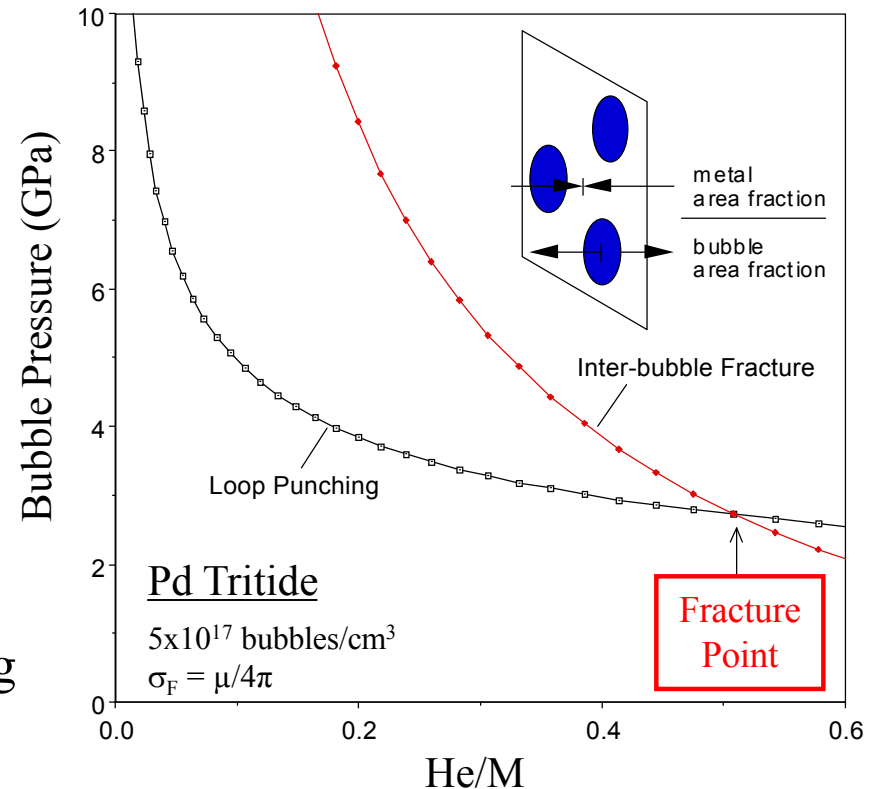 10
8
6
4
2
0
Bubble Pressure (GPa)
metal
area fraction
bubble
area fraction
Inter-bubble Fracture
Loop Punching
Pd Tritide
5x10¹⁷ bubbles/cm³
σF = μ/4π
Fracture
Point
g
0.0
0.2
0.4
0.6
He/M